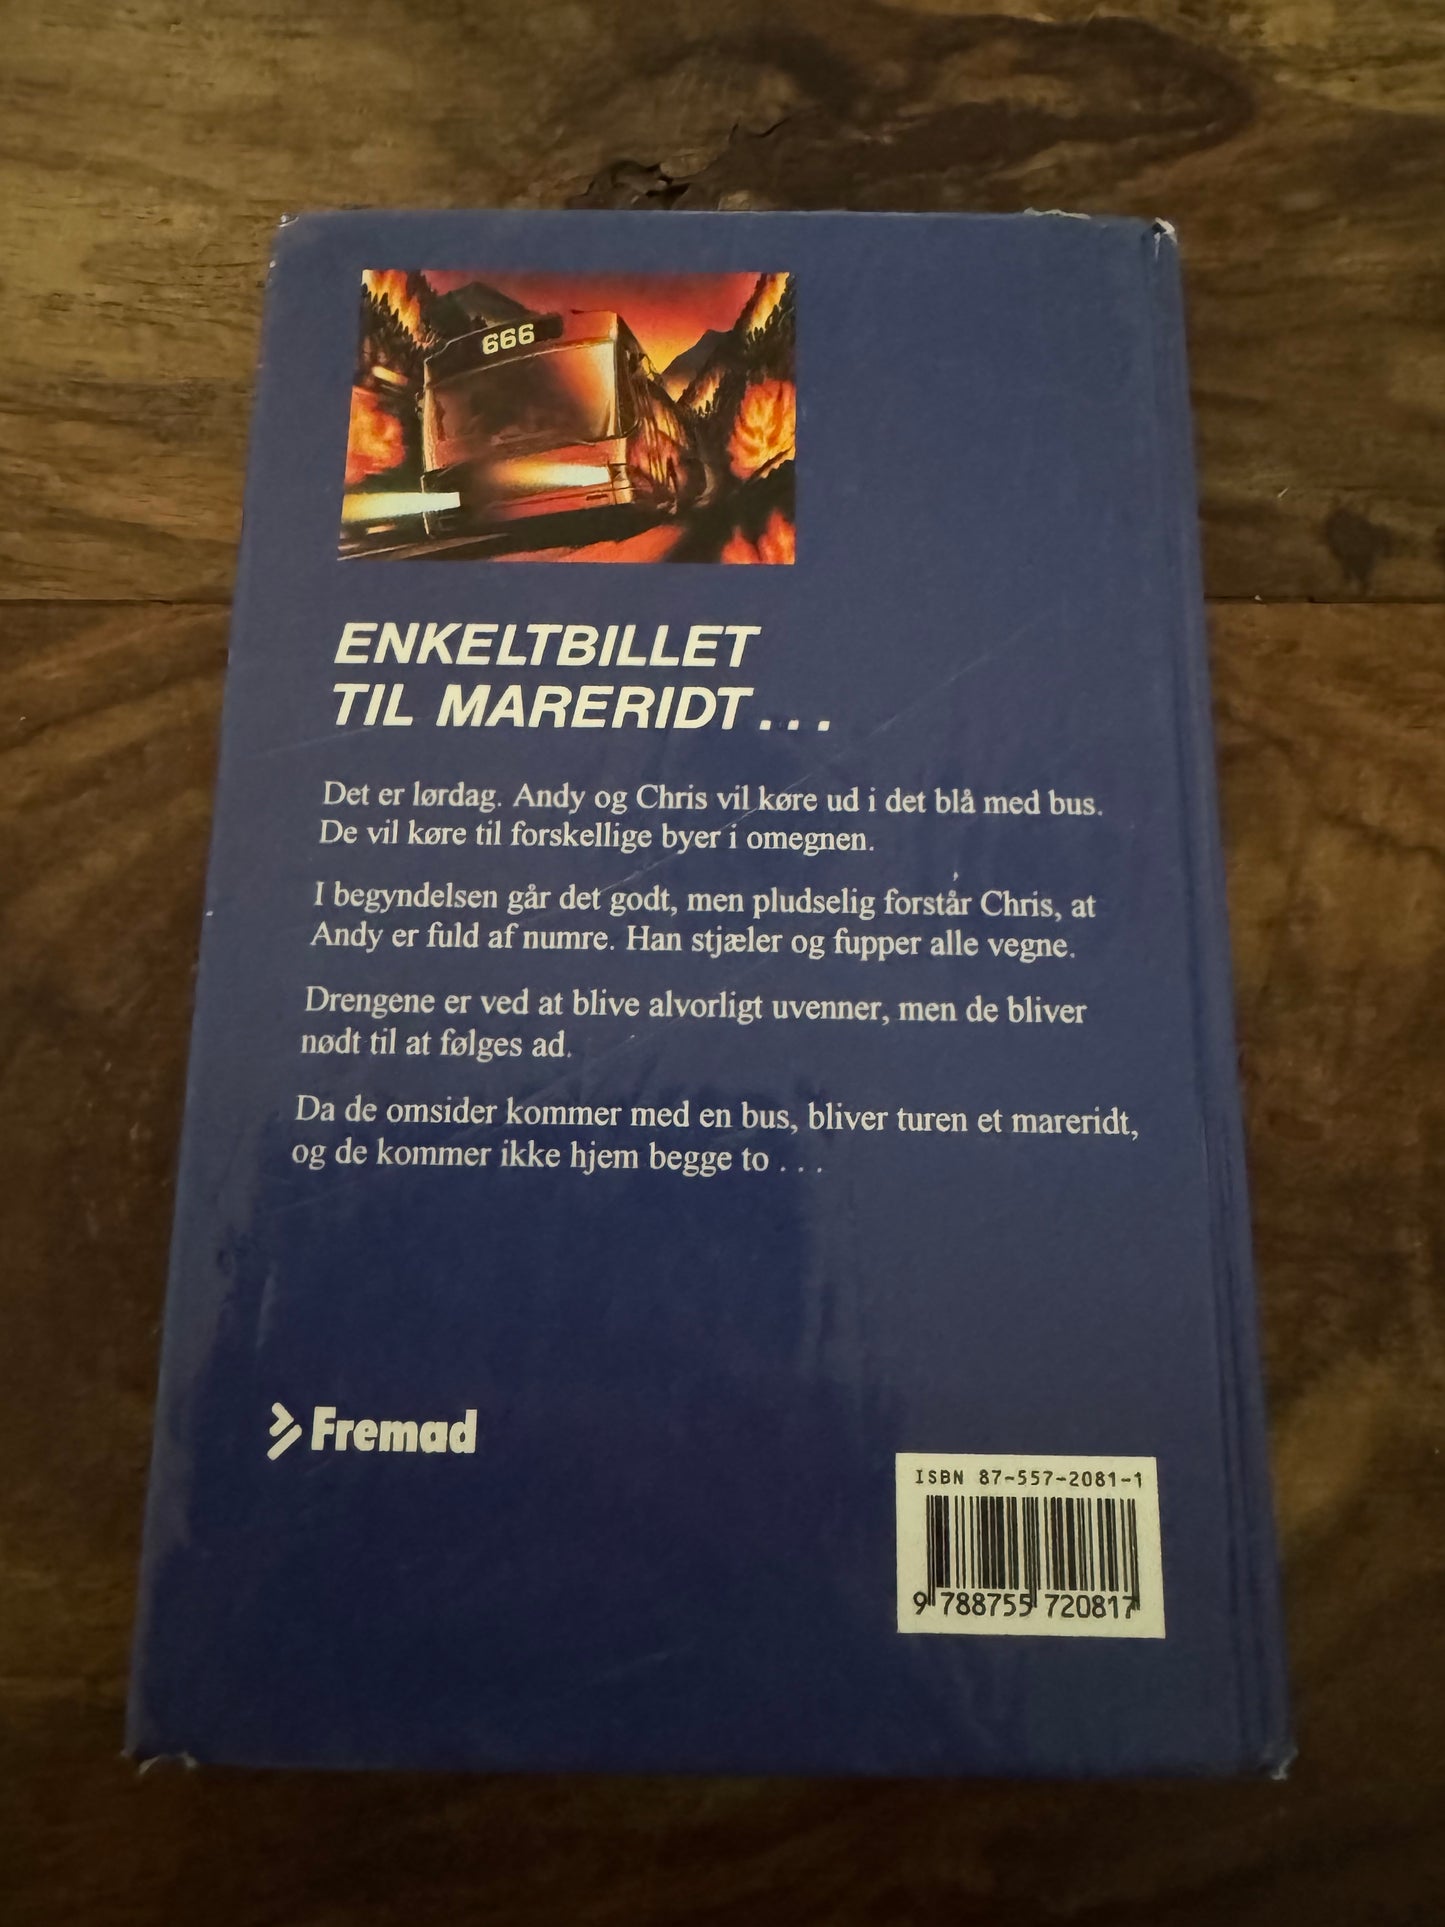 666
ENKELTBILLET
TIL MARERIDT...
Det er lørdag. Andy og Chris vil køre ud i det blå med bus.
De vil køre til forskellige byer i omegnen.
I begyndelsen går det godt, men pludselig forstår Chris, at
Andy er fuld af numre. Han stjæler og fupper alle vegne.
Drengene er ved at blive alvorligt uvenner, men de bliver
nødt til at følges ad.
Da de omsider kommer med en bus, bliver turen et mareridt,
og de kommer ikke hjem begge to . . .
Fremad
ISBN 87-557-2081-1
9 788755 720817